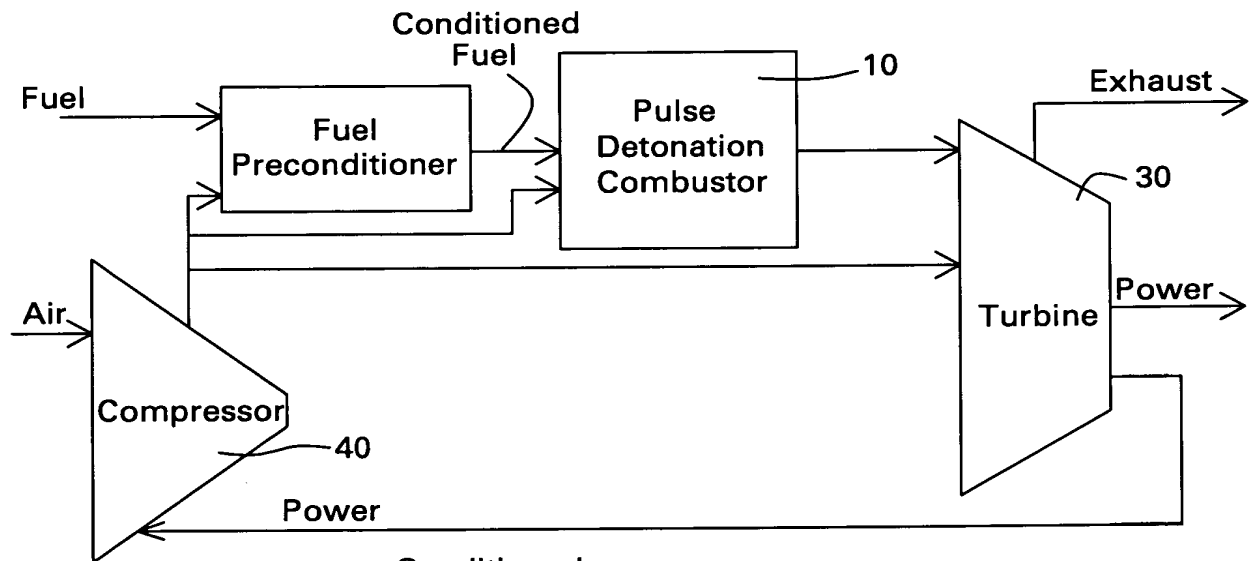 Conditioned
Fuel
10
Exhaust
Fuel
Fuel
Preconditioner
Pulse
Detonation
Combustor
30
Air
Power
Turbine
Compressor
40
Power